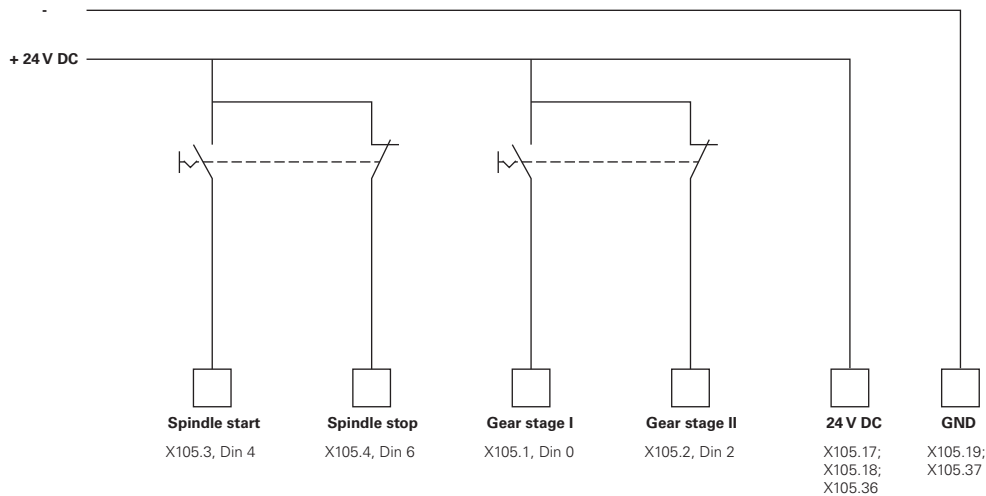 -
+ 24 V DC
Spindle start
X105.3, Din 4
Spindle stop
X105.4, Din 6
Gear stage I
X105.1, Din 0
Gear stage II
X105.2, Din 2
24 V DC
X105.17;
X105.18;
X105.36
GND
X105.19;
X105.37